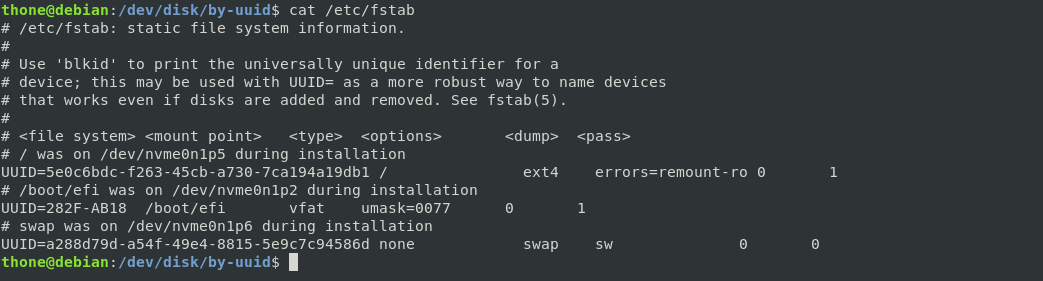 thone@debian:/dev/disk/by-uuid$ cat /etc/fstab
# /etc/fstab: static file system information.
#
# Use 'blkid' to print the universally unique identifier for a
# device; this may be used with UUID= as a more robust way to name devices
# that works even if disks are added and removed. See fstab(5).
#
# <file system> <mount point>   <type>  <options>       <dump>  <pass>
# / was on /dev/nvme0n1p5 during installation
UUID=5e0c6bdc-f263-45cb-a730-7ca194a19db1 /               ext4    errors=remount-ro 0       1
# /boot/efi was on /dev/nvme0n1p2 during installation
UUID=282F-AB18  /boot/efi       vfat    umask=0077      0       1
# swap was on /dev/nvme0n1p6 during installation
UUID=a288d79d-a54f-49e4-8815-5e9c7c94586d none            swap    sw              0       0
thone@debian:/dev/disk/by-uuid$